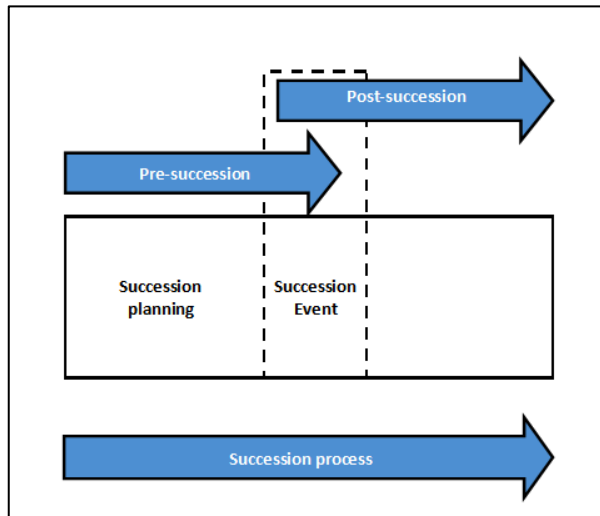 Post-succession
Pre-succession
Succession
planning
Succession
Event
Succession process